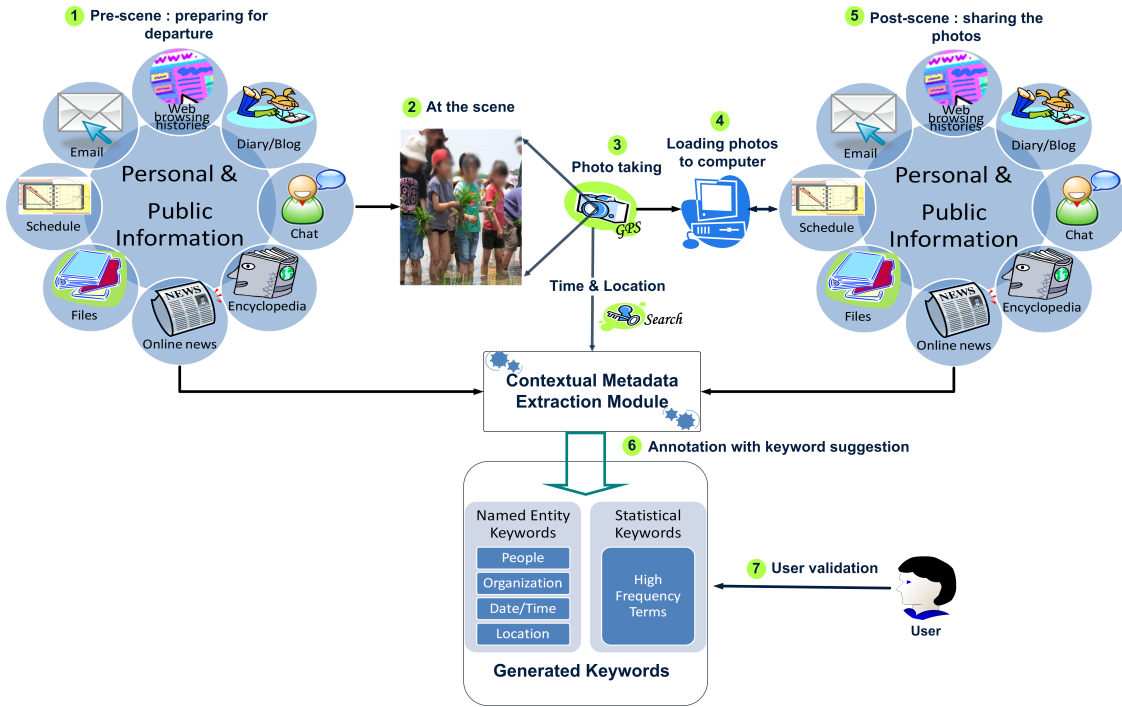 1 Pre-scene : preparing for
departure
www.
Web
browsing
histories
Email
Diary/Blog
Personal &
Public
Information
Schedule
Chat
Files
Encyclopedia
NEWS
Online news
2 At the scene
3
Photo taking
GPS
4
Loading photos
to computer
Time & Location
Search
5 Post-scene : sharing the
photos
www.
Web
browsing
histories
Email
Diary/Blog
Personal &
Public
Information
Schedule
Chat
Files
Encyclopedia
NEWS
Online news
Contextual Metadata
Extraction Module
6 Annotation with keyword suggestion
Named Entity
Keywords
People
Organization
Date/Time
Location
Statistical
Keywords
High
Frequency
Terms
Generated Keywords
7 User validation
User